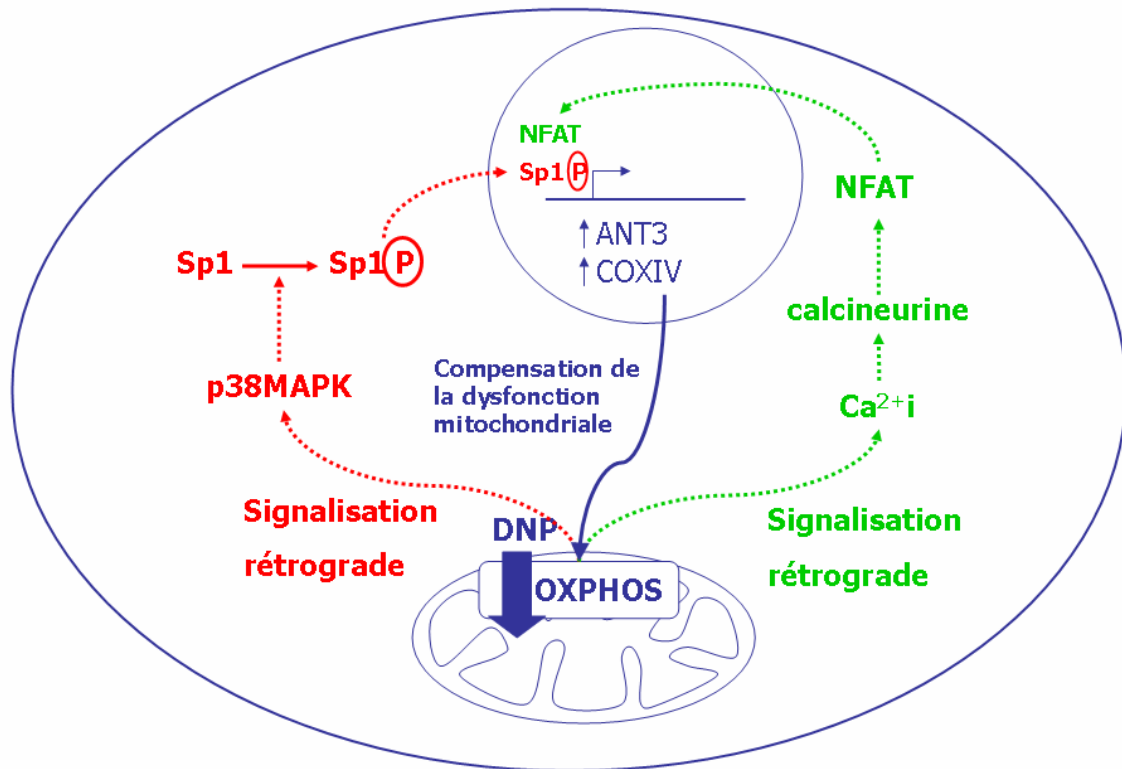 NFAT
Sp1 P
ANT3
COXIV
NFAT
Sp1
Sp1 P
calcineurine
p38MAPK
Compensation de
la dysfonction
mitochondriale
Ca²⁺i
Signalisation
rétrograde
DNP
OXPHOS
Signalisation
rétrograde